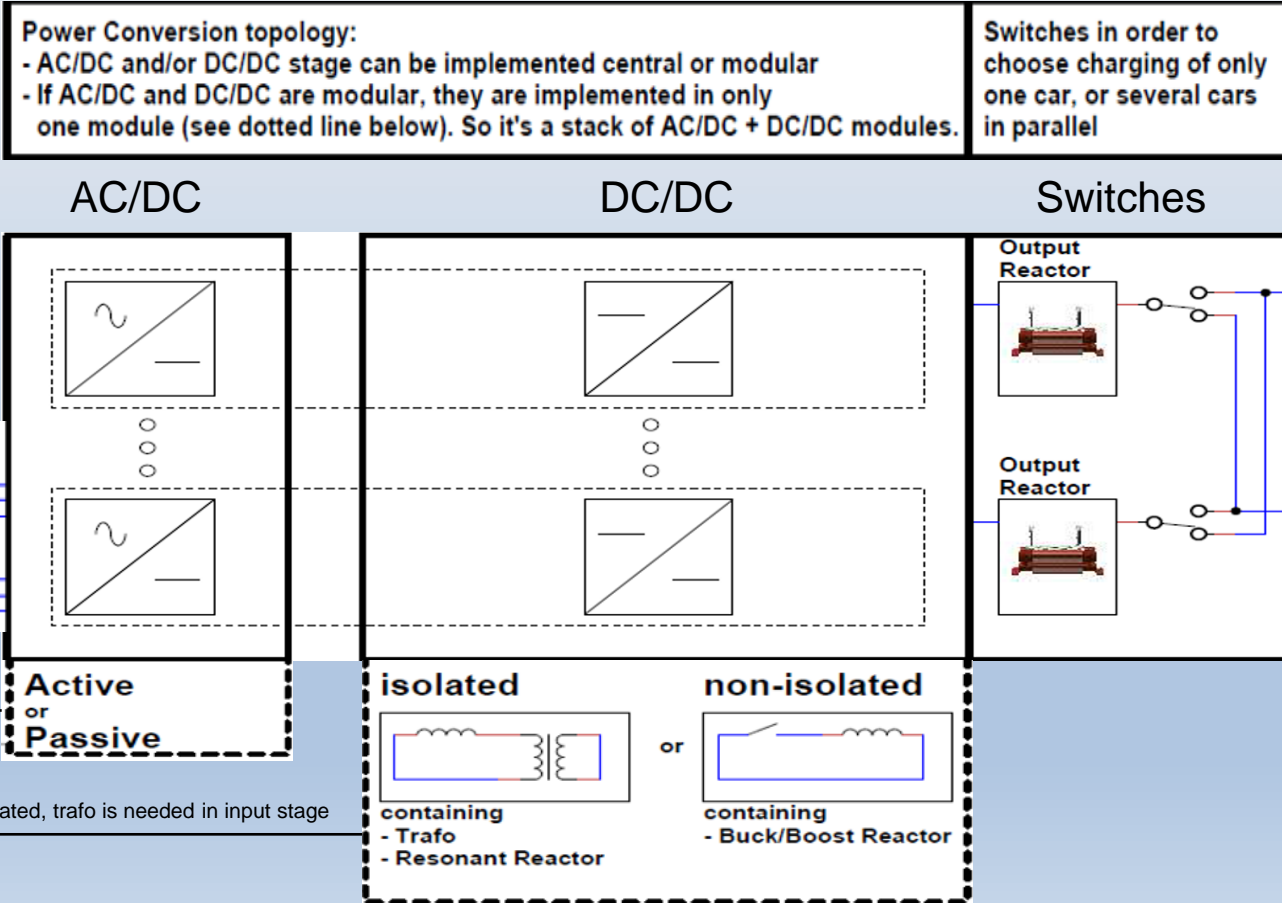 Power Conversion topology:
- AC/DC and/or DC/DC stage can be implemented central or modular
- If AC/DC and DC/DC are modular, they are implemented in only
one module (see dotted line below). So it's a stack of AC/DC + DC/DC modules.
Switches in order to
choose charging of only
one car, or several cars
in parallel
AC/DC
DC/DC
Switches
Output
Reactor
Output
Reactor
Active
or
Passive
isolated
or
non-isolated
containing
- Trafo
- Resonant Reactor
containing
- Buck/Boost Reactor
ated, trafo is needed in input stage